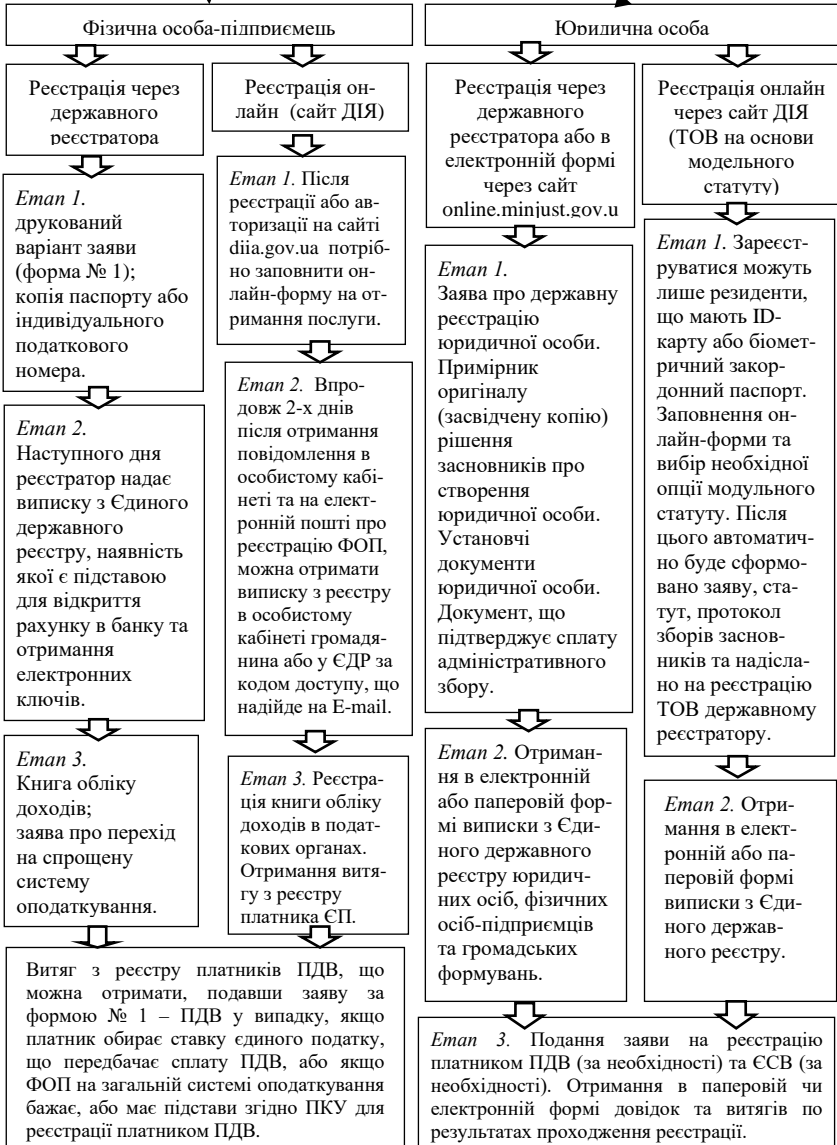 Фізична особа-підприємець
Юридична особа
Реєстрація через
державного
реєстратора
Реєстрація он-
лайн (сайт ДІЯ)
Реєстрація через
державного
реєстратора або в
електронній формі
через сайт
online.minjust.gov.u
Реєстрація онлайн
через сайт ДІЯ
(ТОВ на основи
модельного
статуту)
Етап 1.
друкований
варіант заяви
(форма № 1);
копія паспорту або
індивідуального
податкового
номера.
Етап 2.
Наступного дня
реєстратор надає
виписку з Єдиного
державного
реєстру, наявність
якої є підставою
для відкриття
рахунку в банку та
отримання
електронних
ключів.
Етап 3.
Книга обліку
доходів;
заява про перехід
на спрощену
систему
оподаткування.
Етап 1. Після
реєстрації або ав-
торизації на сайті
diia.gov.ua потріб-
но заповнити он-
лайн-форму на от-
римання послуги.
Етап 2. Впро-
довж 2-х днів
після отримання
повідомлення в
особистому кабі-
неті та на елект-
ронній пошті про
реєстрацію ФОП,
можна отримати
виписку з реєстру
в особистому
кабінеті громадя-
нина або у ЄДР за
кодом доступу, що
надійде на E-mail.
Етап 3. Реєстра-
ція книги обліку
доходів в подат-
кових органах.
Отримання витя-
гу з реєстру
платника ЄП.
Витяг з реєстру платників ПДВ, що
можна отримати, подавши заяву за
формою № 1 – ПДВ у випадку, якщо
платник обирає ставку єдиного податку,
що передбачає сплату ПДВ, або якщо
ФОП на загальній системі оподаткування
бажає, або має підстави згідно ПКУ для
реєстрації платником ПДВ.
Етап 1.
Заява про державну
реєстрацію
юридичної особи.
Примірник
оригіналу
(засвідчену копію)
рішення
засновників про
створення
юридичної особи.
Установчі
документи
юридичної особи.
Документ, що
підтверджує сплату
адміністративного
збору.
Етап 2. Отриман-
ня в електронній
або паперовій фор-
мі виписки з Єди-
ного державного
реєстру юридич-
них осіб, фізичних
осіб-підприємців
та громадських
формувань.
Етап 1. Зареєст-
руватися можуть
лише резиденти,
що мають ID-
карту або біомет-
ричний закор-
донний паспорт.
Заповнення он-
лайн-форми та
вибір необхідної
опції модульного
статуту. Після
цього автоматич-
но буде сформо-
вано заяву, ста-
тут, протокол
зборів заснов-
ників та надісла-
но на реєстрацію
ТОВ державному
реєстратору.
Етап 2. Отри-
мання в елект-
ронній або па-
перовій формі
виписки з Єди-
ного держав-
ного реєстру.
Етап 3. Подання заяви на реєстрацію
платником ПДВ (за необхідності) та ЄСВ (за
необхідності). Отримання в паперовій чи
електронній формі довідок та витягів по
результатах проходження реєстрації.